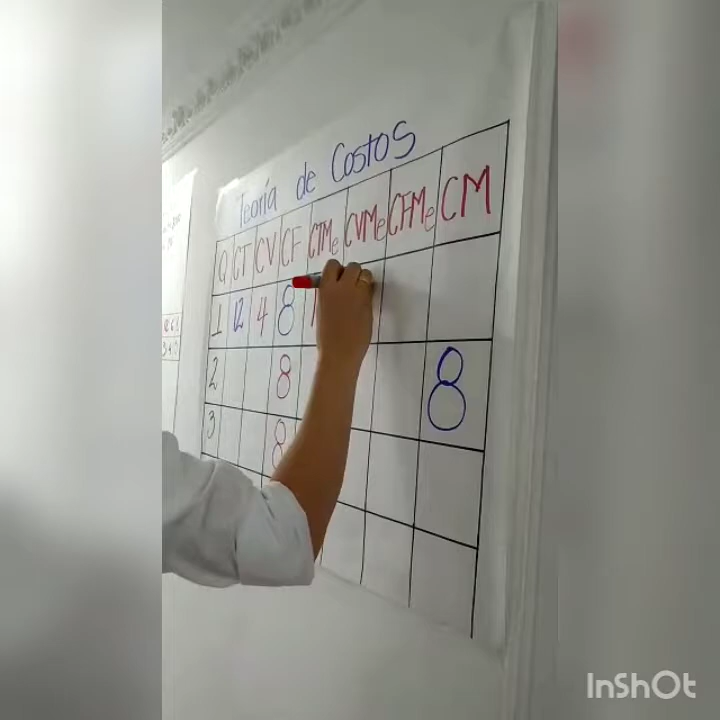 Teoría de Costos
Q CT CV CF CTMe CVMe CFMe CM
1 12 4 8 1
2 8 8
3 8
InShOt